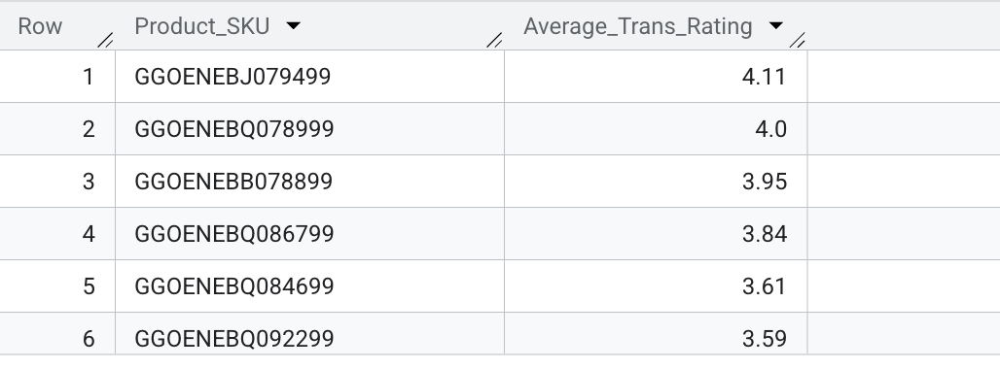 Row Product_SKU Average_Trans_Rating
1 GGOENEBJ079499 4.11
2 GGOENEBQ078999 4.0
3 GGOENEBB078899 3.95
4 GGOENEBQ086799 3.84
5 GGOENEBQ084699 3.61
6 GGOENEBQ092299 3.59